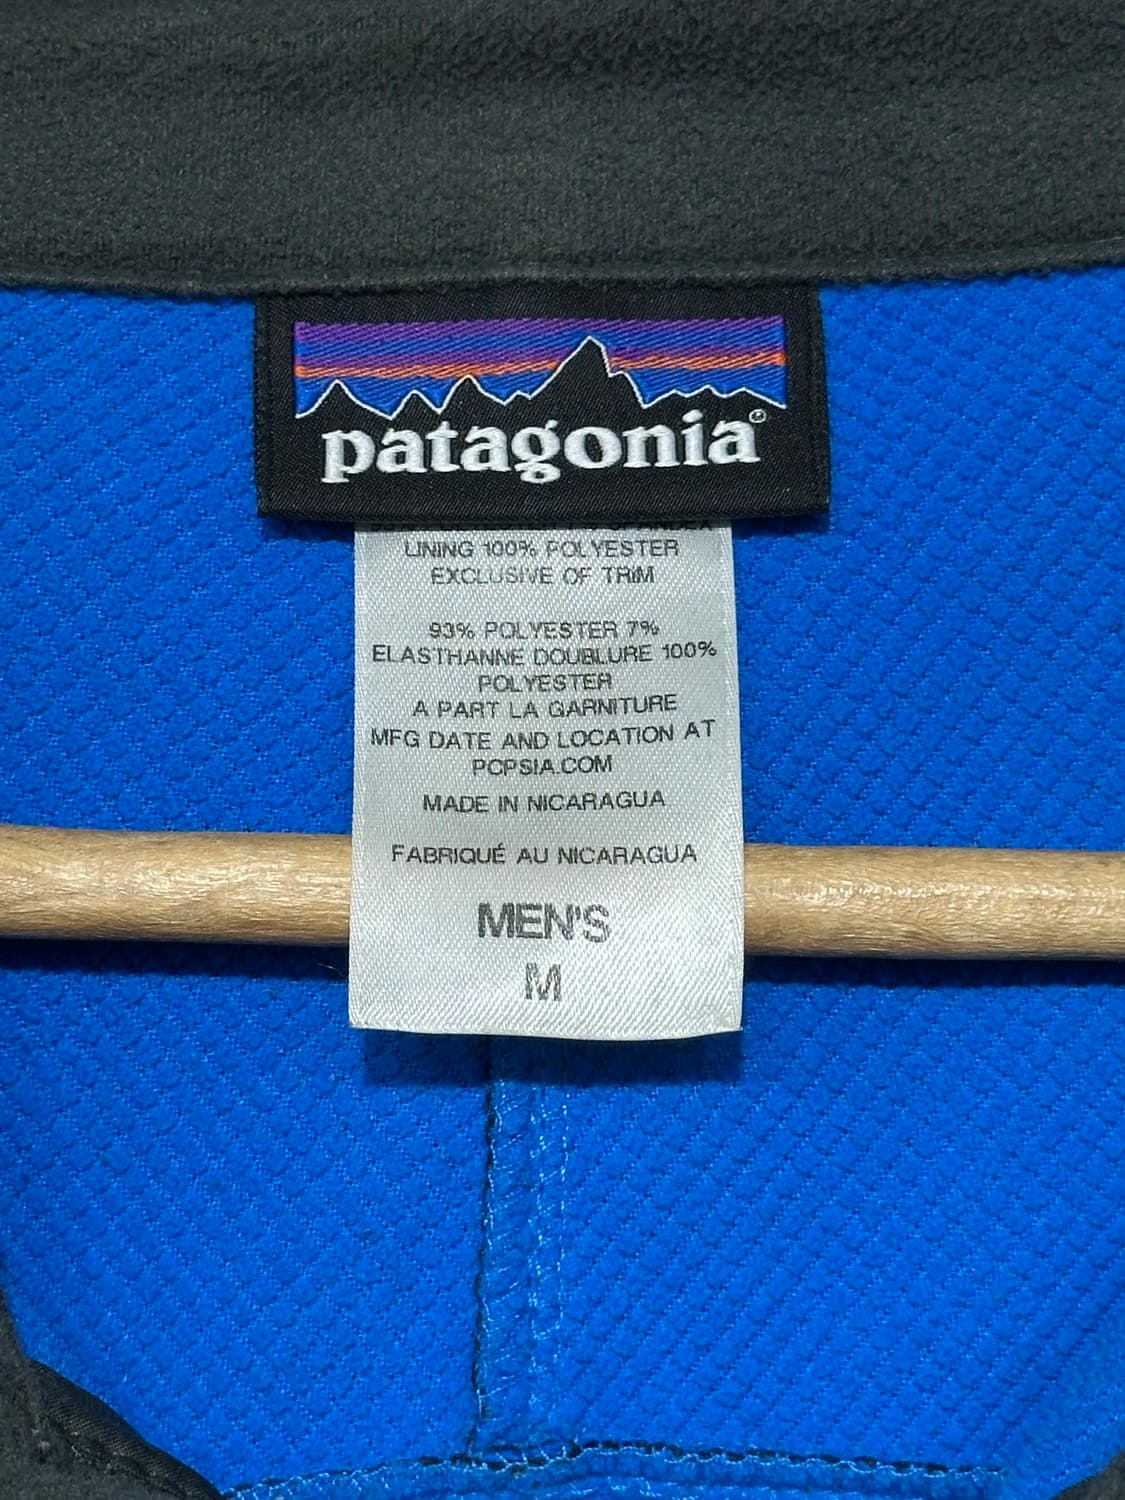 patagonia®
LINING 100% POLYESTER
EXCLUSIVE OF TRIM
93% POLYESTER 7%
ELASTHANNE DOUBLURE 100%
POLYESTER
A PART LA GARNITURE
MFG DATE AND LOCATION AT
PCPSIA.COM
MADE IN NICARAGUA
FABRIQUÉ AU NICARAGUA
MEN'S
M